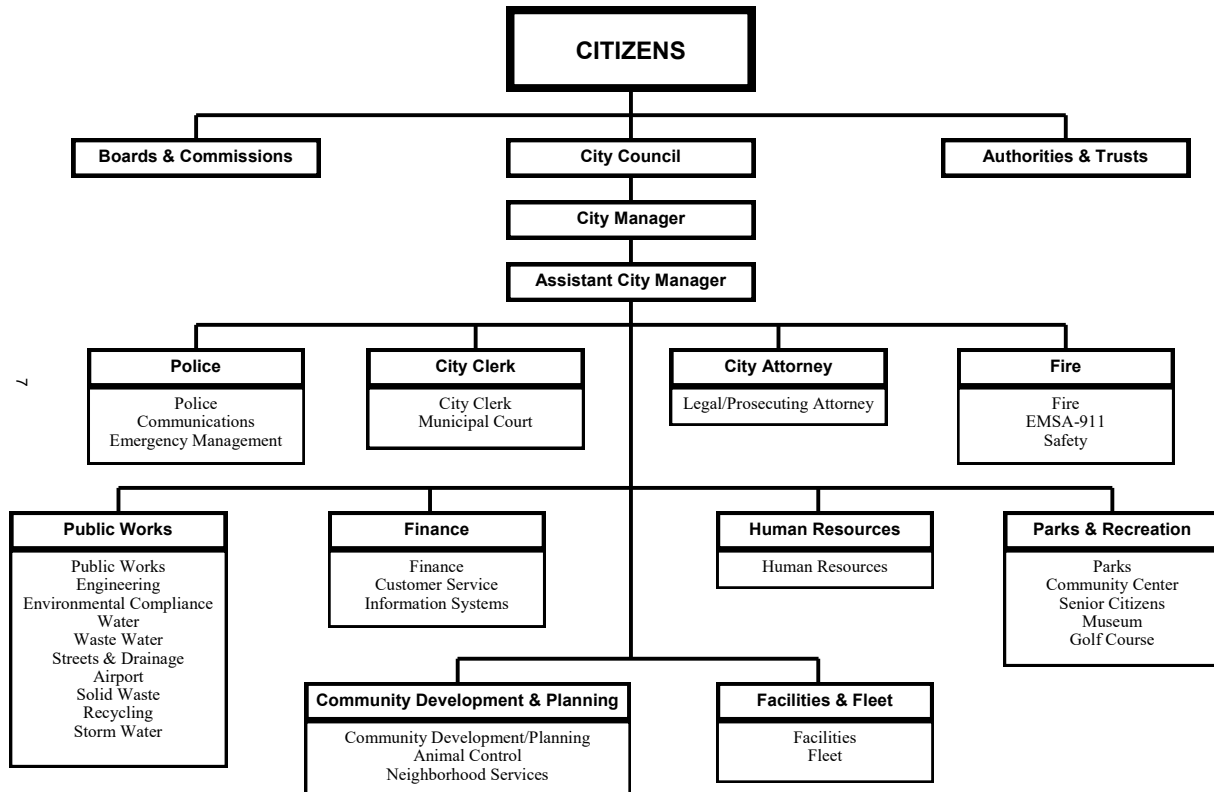 CITIZENS
Boards & Commissions
City Council
Authorities & Trusts
City Manager
Assistant City Manager
Police
Police
Communications
Emergency Management
City Clerk
City Clerk
Municipal Court
City Attorney
Legal/Prosecuting Attorney
Fire
Fire
EMSA-911
Safety
7
Public Works
Public Works
Engineering
Environmental Compliance
Water
Waste Water
Streets & Drainage
Airport
Solid Waste
Recycling
Storm Water
Finance
Finance
Customer Service
Information Systems
Human Resources
Human Resources
Parks & Recreation
Parks
Community Center
Senior Citizens
Museum
Golf Course
Community Development & Planning
Community Development/Planning
Animal Control
Neighborhood Services
Facilities & Fleet
Facilities
Fleet